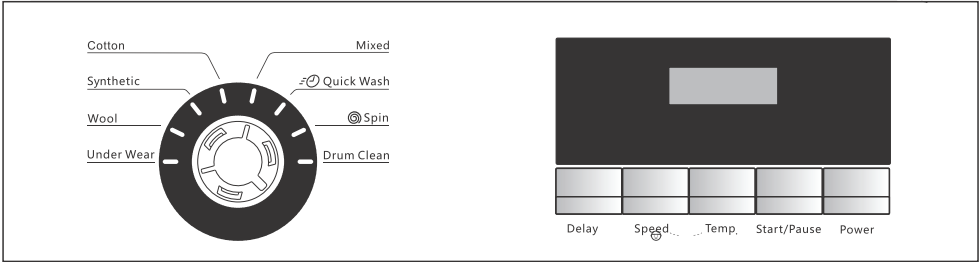 Cotton
Mixed
Synthetic
Quick Wash
Wool
Spin
Under Wear
Drum Clean
Delay
Speed
Temp.
Start/Pause
Power